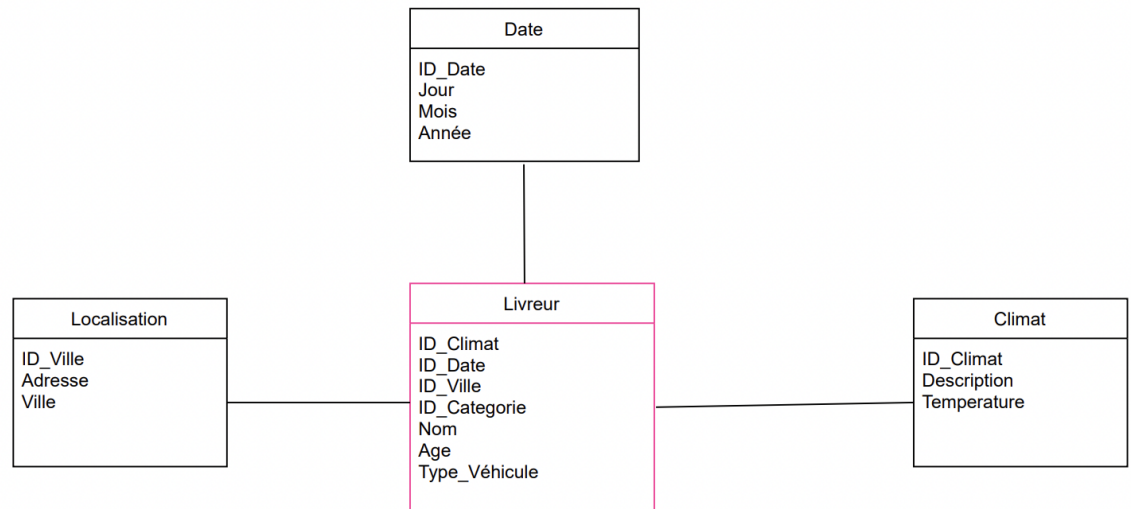 Date
ID_Date
Jour
Mois
Année
Localisation
ID_Ville
Adresse
Ville
Livreur
ID_Climat
ID_Date
ID_Ville
ID_Categorie
Nom
Age
Type_Véhicule
Climat
ID_Climat
Description
Temperature